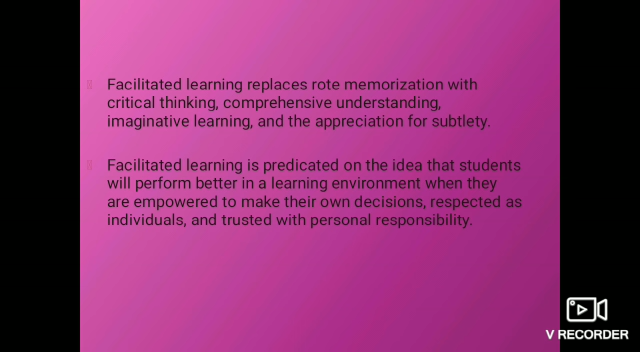 Facilitated learning replaces rote memorization with
critical thinking, comprehensive understanding,
imaginative learning, and the appreciation for subtlety.
Facilitated learning is predicated on the idea that students
will perform better in a learning environment when they
are empowered to make their own decisions, respected as
individuals, and trusted with personal responsibility.
V RECORDER